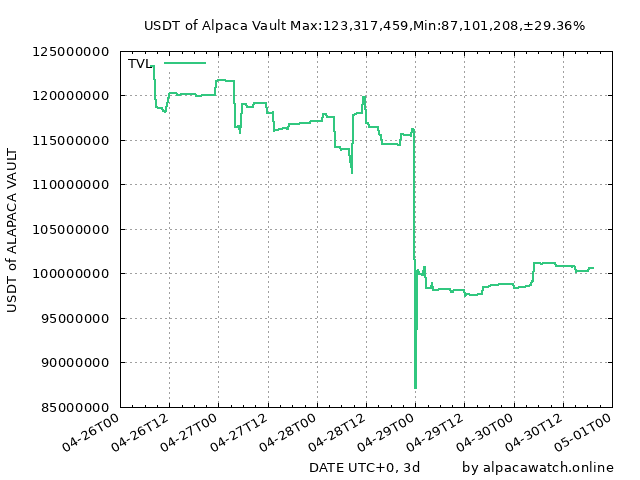 USDT of Alpaca Vault Max:123,317,459,Min:87,101,208,±29.36%
TVL
125000000
120000000
115000000
110000000
105000000
100000000
95000000
90000000
85000000
USDT of ALAPACA VAULT
04-26T00
04-26T12
04-27T00
04-27T12
04-28T00
04-28T12
04-29T00
04-29T12
04-30T00
04-30T12
05-01T00
DATE UTC+0, 3d
by alpacawatch.online